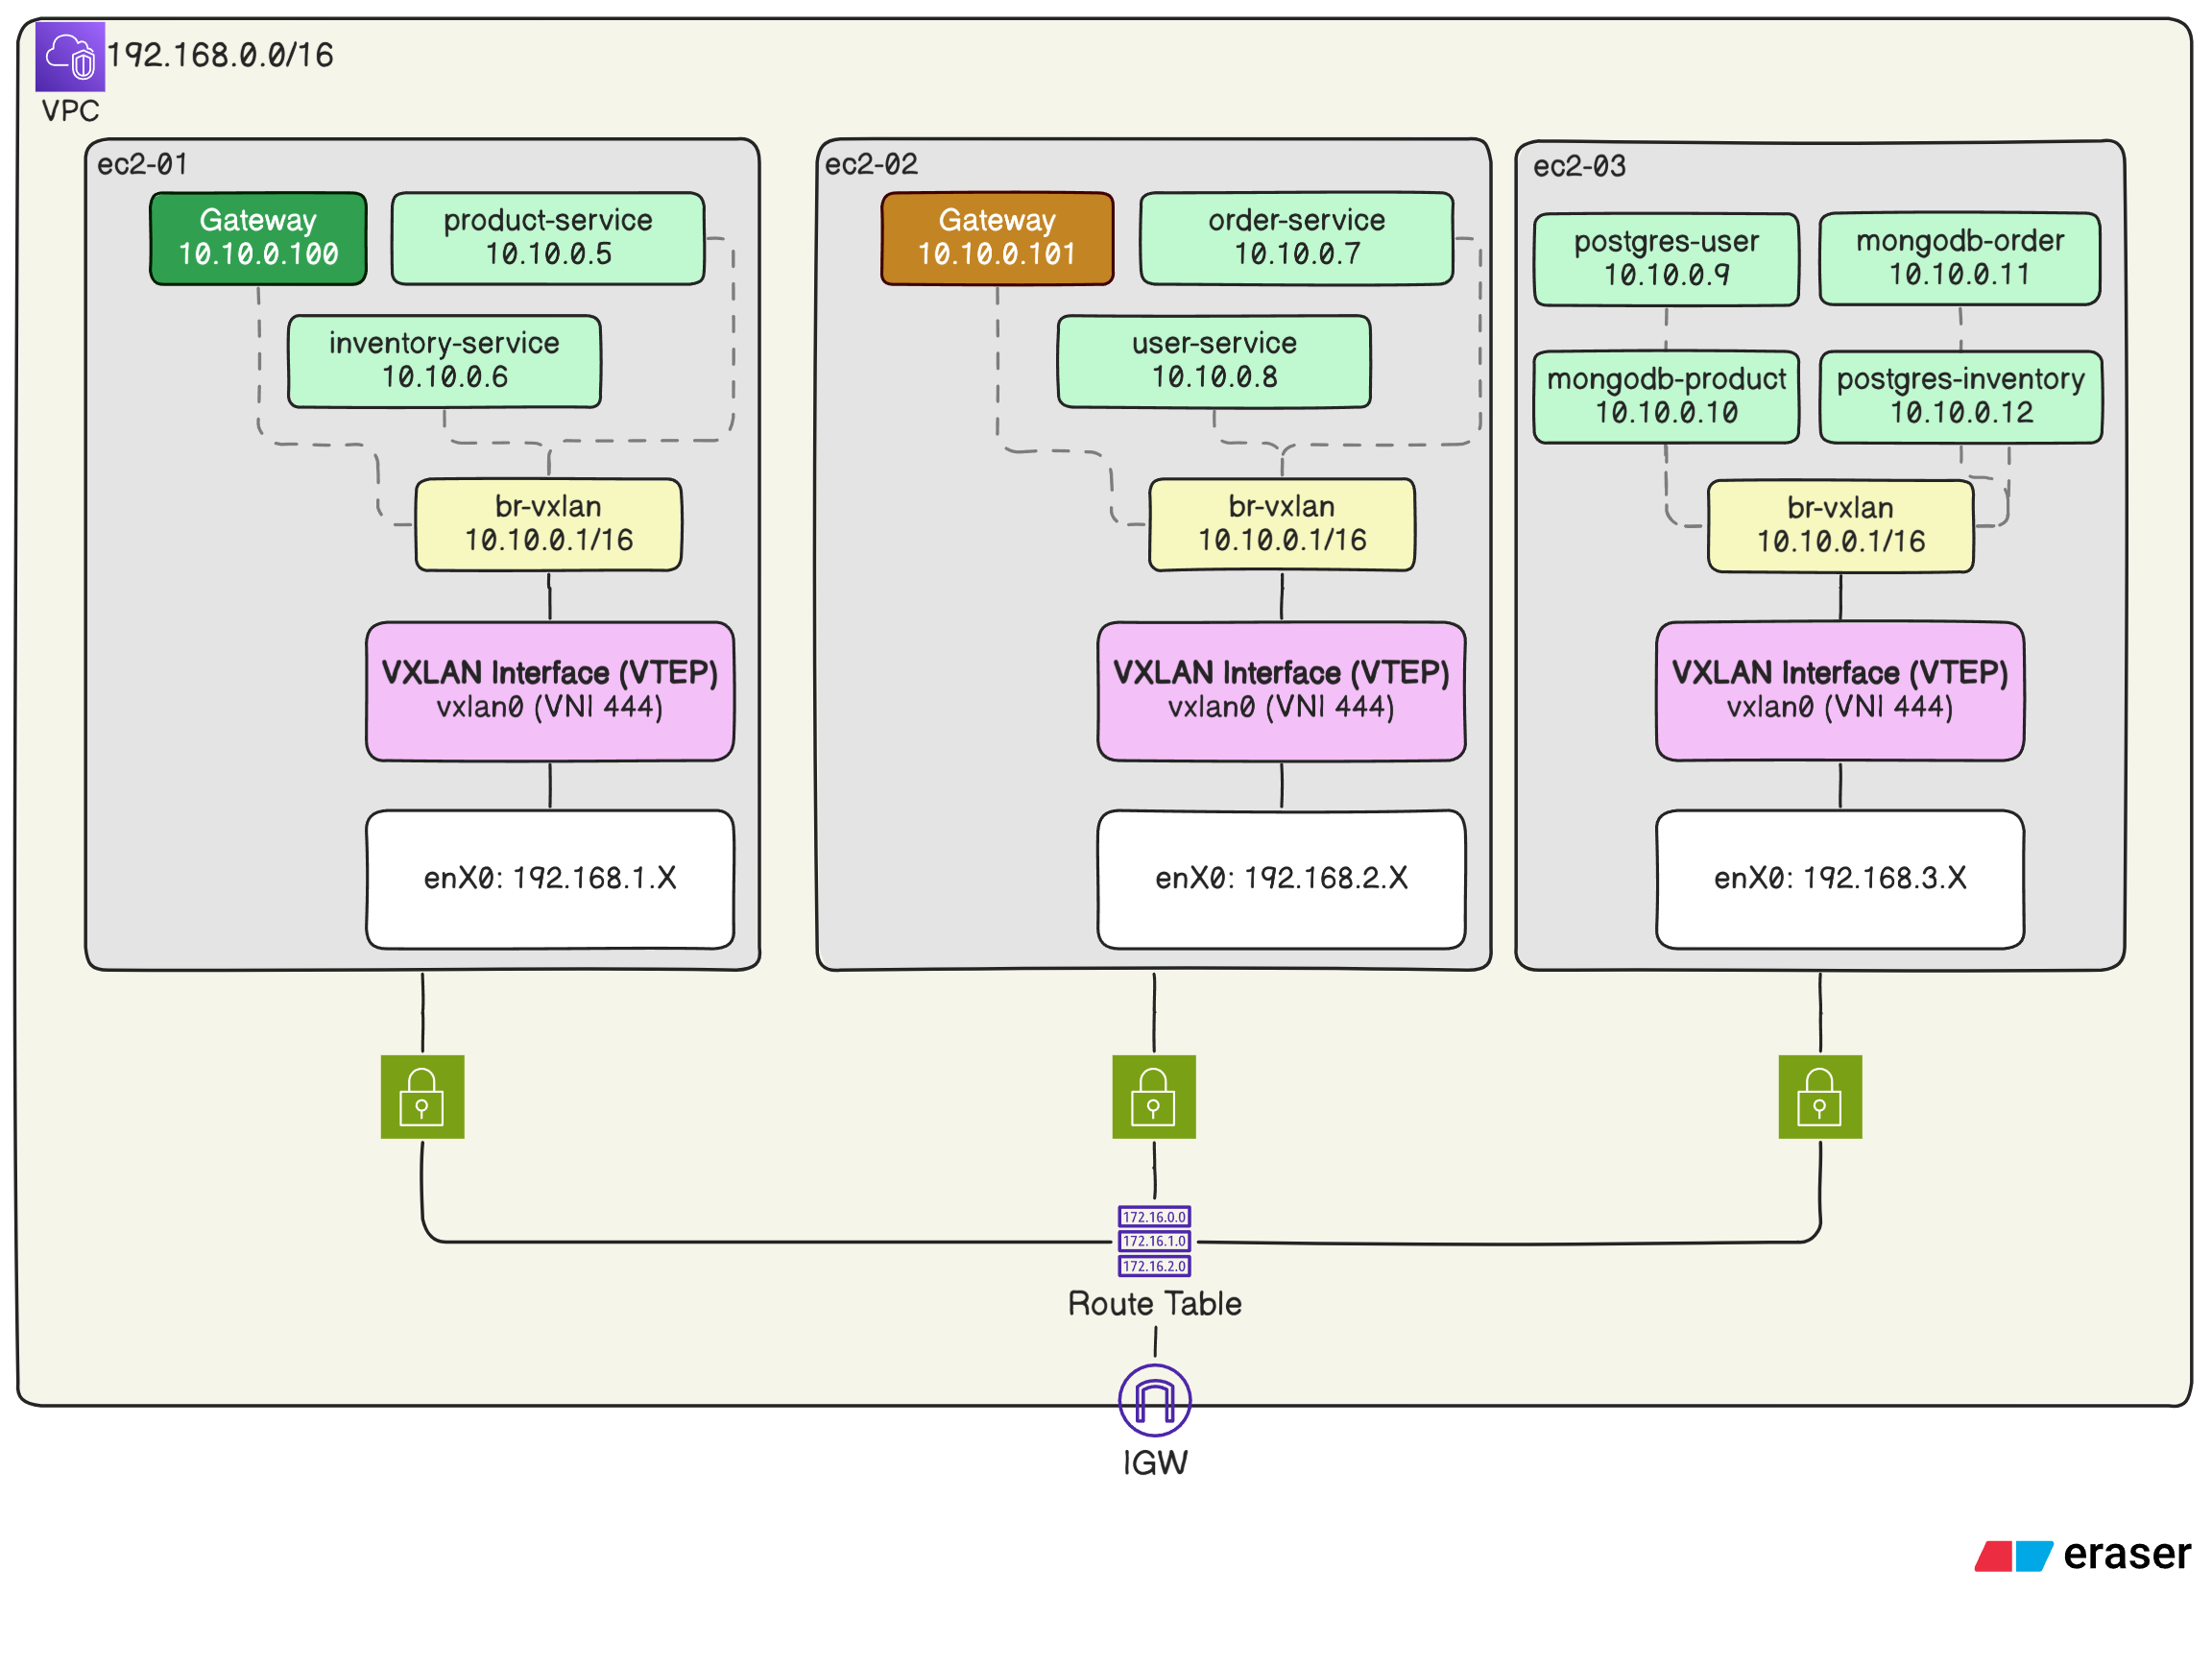 192.168.0.0/16
VPC
ec2-01
Gateway
10.10.0.100
product-service
10.10.0.5
inventory-service
10.10.0.6
br-vxlan
10.10.0.1/16
VXLAN Interface (VTEP)
vxlan0 (VNI 444)
enX0: 192.168.1.X
ec2-02
Gateway
10.10.0.101
order-service
10.10.0.7
user-service
10.10.0.8
br-vxlan
10.10.0.1/16
VXLAN Interface (VTEP)
vxlan0 (VNI 444)
enX0: 192.168.2.X
ec2-03
postgres-user
10.10.0.9
mongodb-order
10.10.0.11
mongodb-product
10.10.0.10
postgres-inventory
10.10.0.12
br-vxlan
10.10.0.1/16
VXLAN Interface (VTEP)
vxlan0 (VNI 444)
enX0: 192.168.3.X
172.16.0.0
172.16.1.0
172.16.2.0
Route Table
IGW
eraser